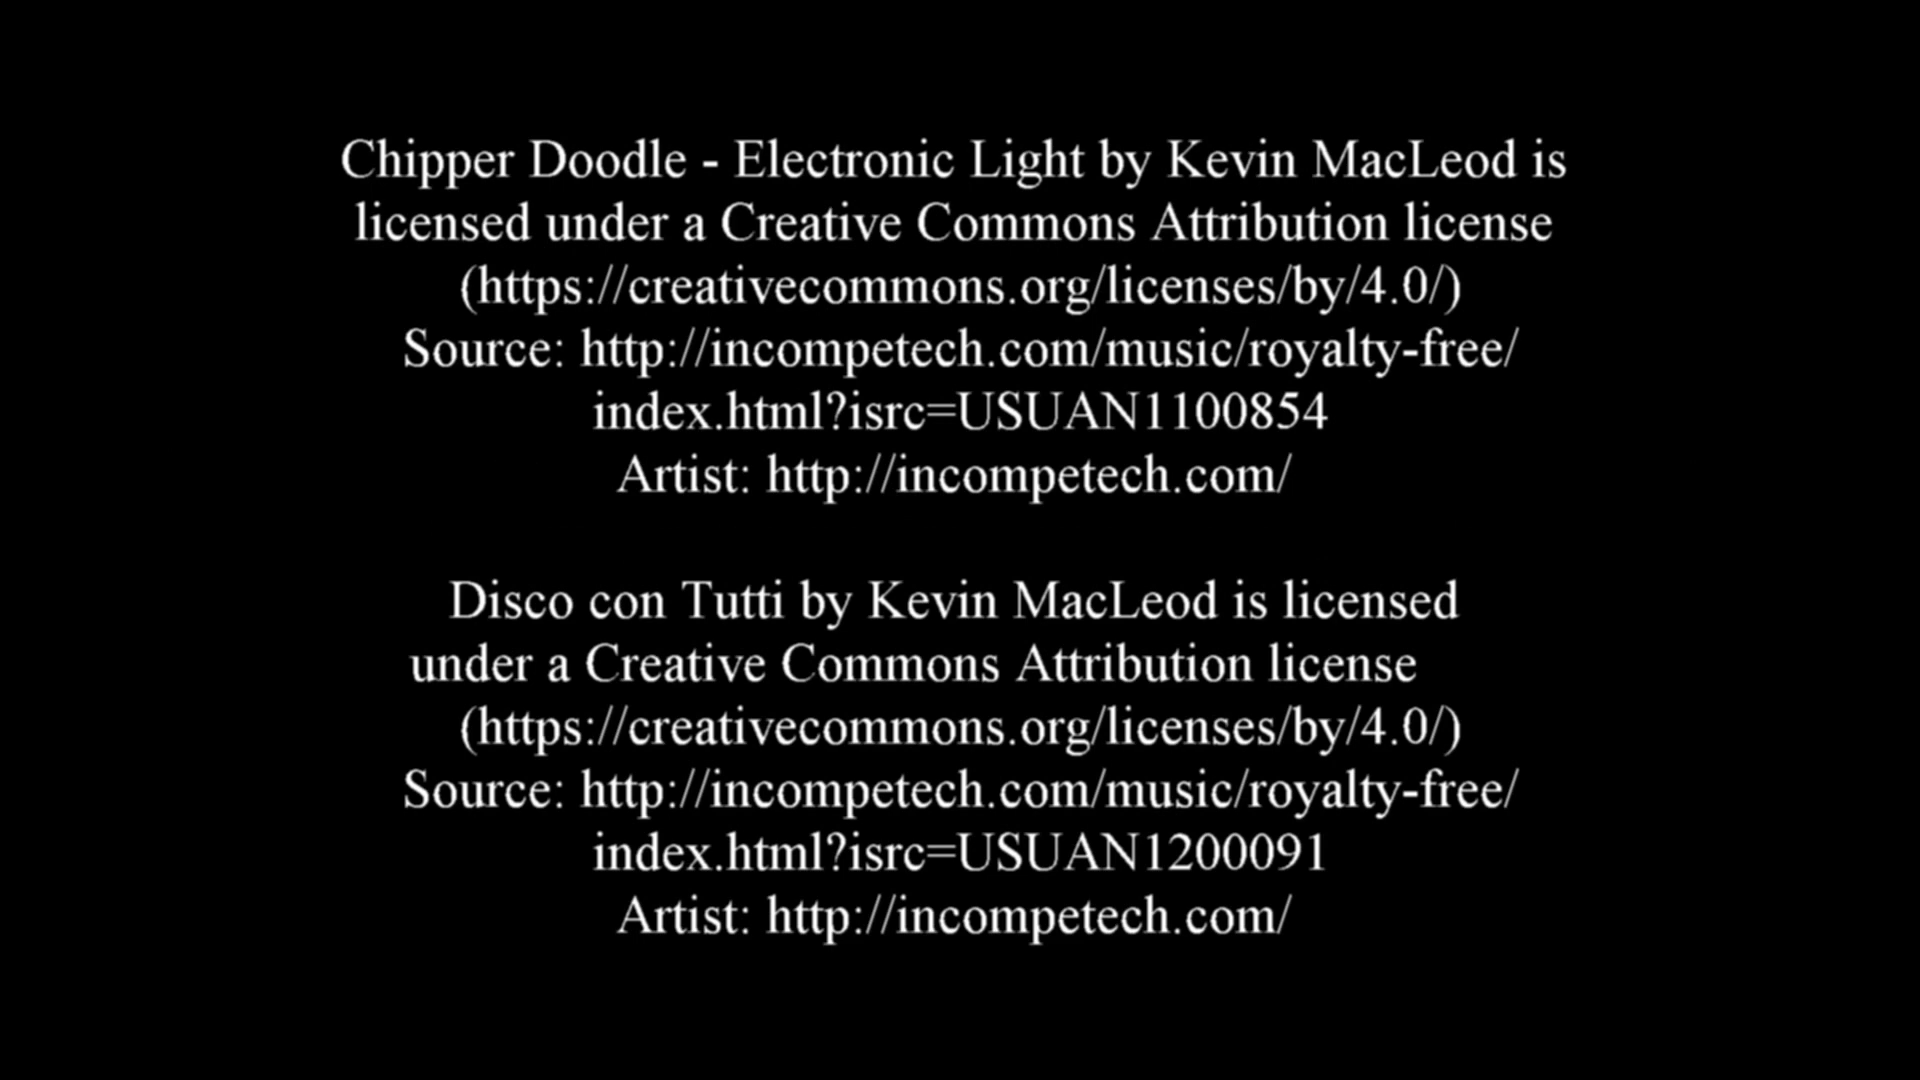 Chipper Doodle - Electronic Light by Kevin MacLeod is
licensed under a Creative Commons Attribution license
(https://creativecommons.org/licenses/by/4.0/)
Source: http://incompetech.com/music/royalty-free/
index.html?isrc=USUAN1100854
Artist: http://incompetech.com/
Disco con Tutti by Kevin MacLeod is licensed
under a Creative Commons Attribution license
(https://creativecommons.org/licenses/by/4.0/)
Source: http://incompetech.com/music/royalty-free/
index.html?isrc=USUAN1200091
Artist: http://incompetech.com/